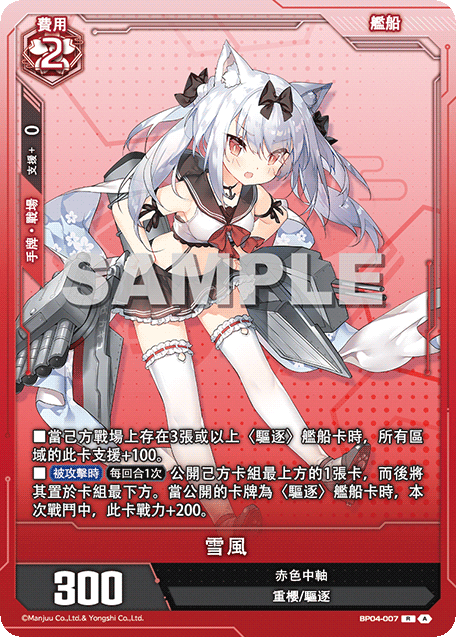 費用
艦船
2
支援+ 0
手牌・戰場
SAMPLE
■當己方戰場上存在3張或以上〈驅逐〉艦船卡時，所有區
域的此卡支援+100。
■ 被攻擊時 每回合1次 公開己方卡組最上方的1張卡，而後將
其置於卡組最下方。當公開的卡牌為〈驅逐〉艦船卡時，本
次戰鬥中，此卡戰力+200。
雪風
300
赤色中軸
重櫻/驅逐
©Manjuu Co.,Ltd.& Yongshi Co.,Ltd.
BP04-007 R A